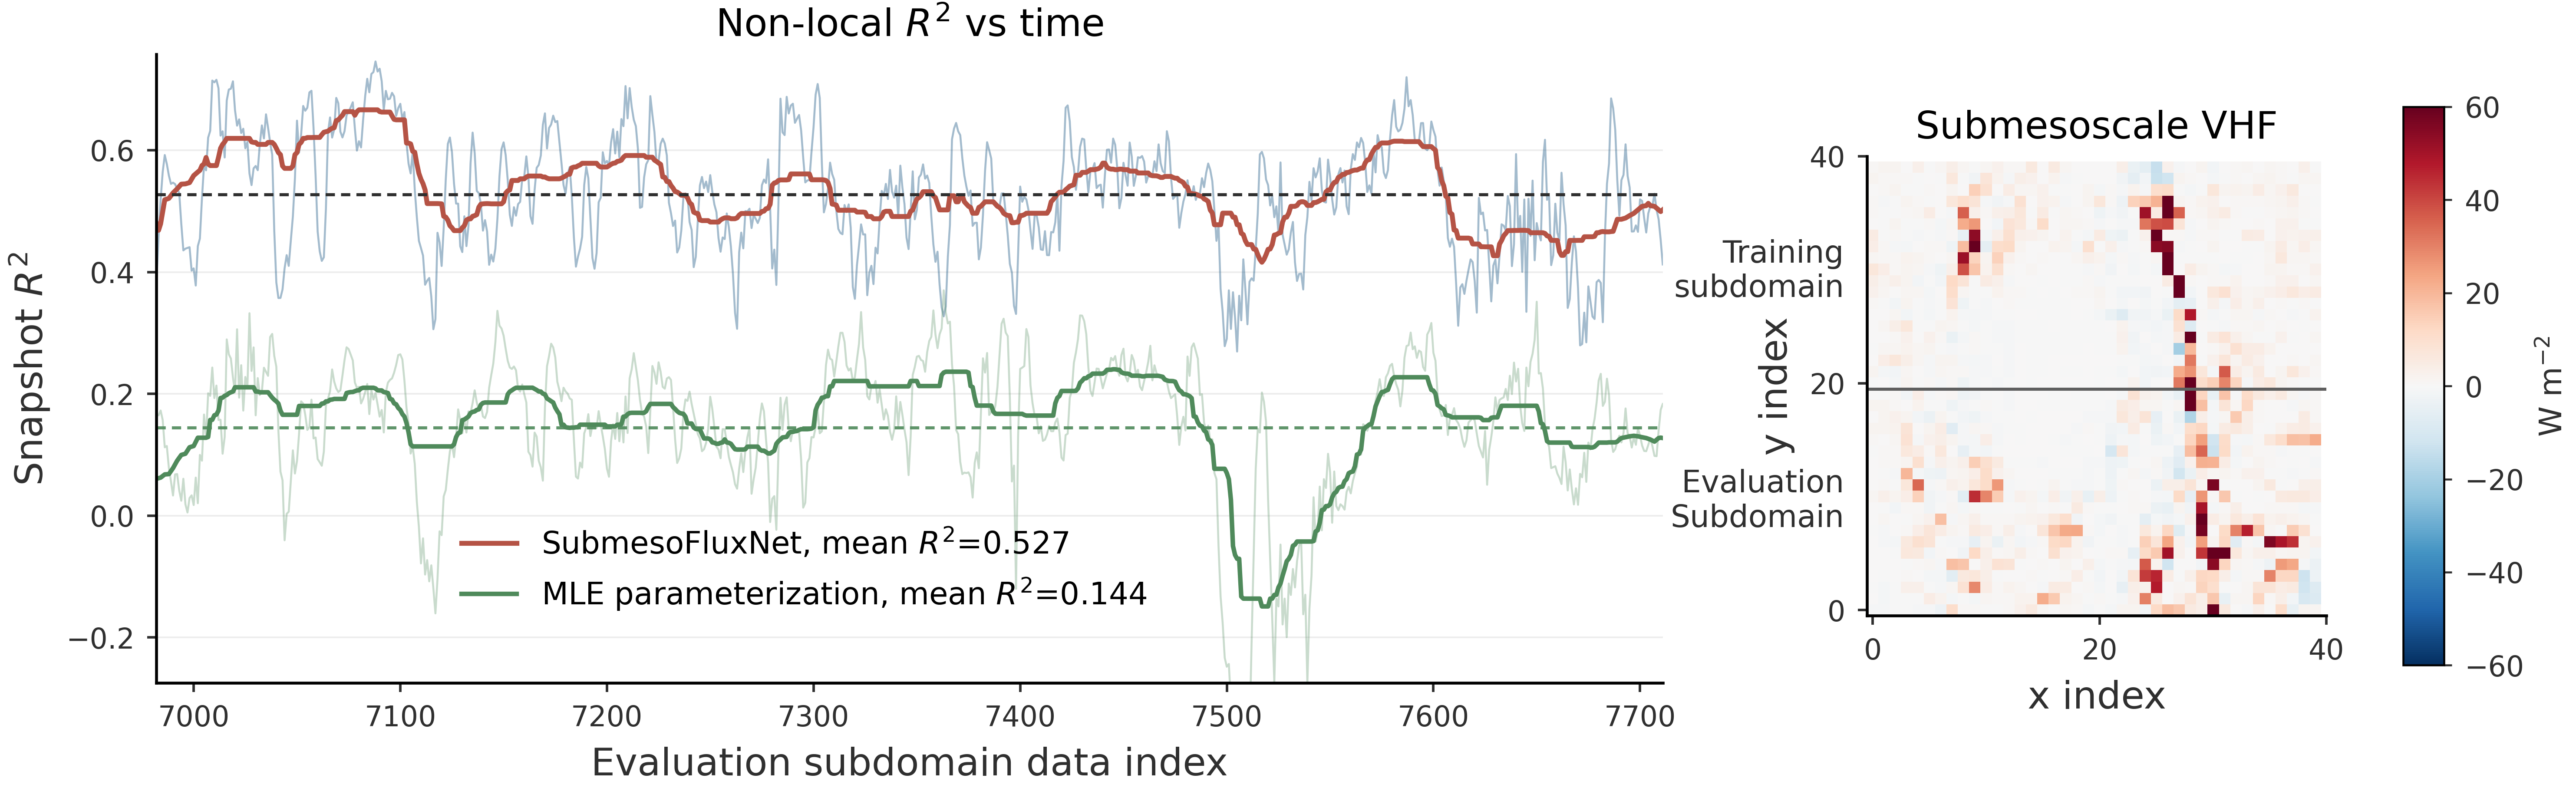 Non-local R² vs time
Snapshot R²
0.6
0.4
0.2
0.0
−0.2
SubmesoFluxNet, mean R²=0.527
MLE parameterization, mean R²=0.144
7000
7100
7200
7300
7400
7500
7600
7700
Evaluation subdomain data index
Submesoscale VHF
Training
subdomain
Evaluation
Subdomain
y index
40
20
0
0
20
40
x index
60
40
20
0
−20
−40
−60
W m⁻²